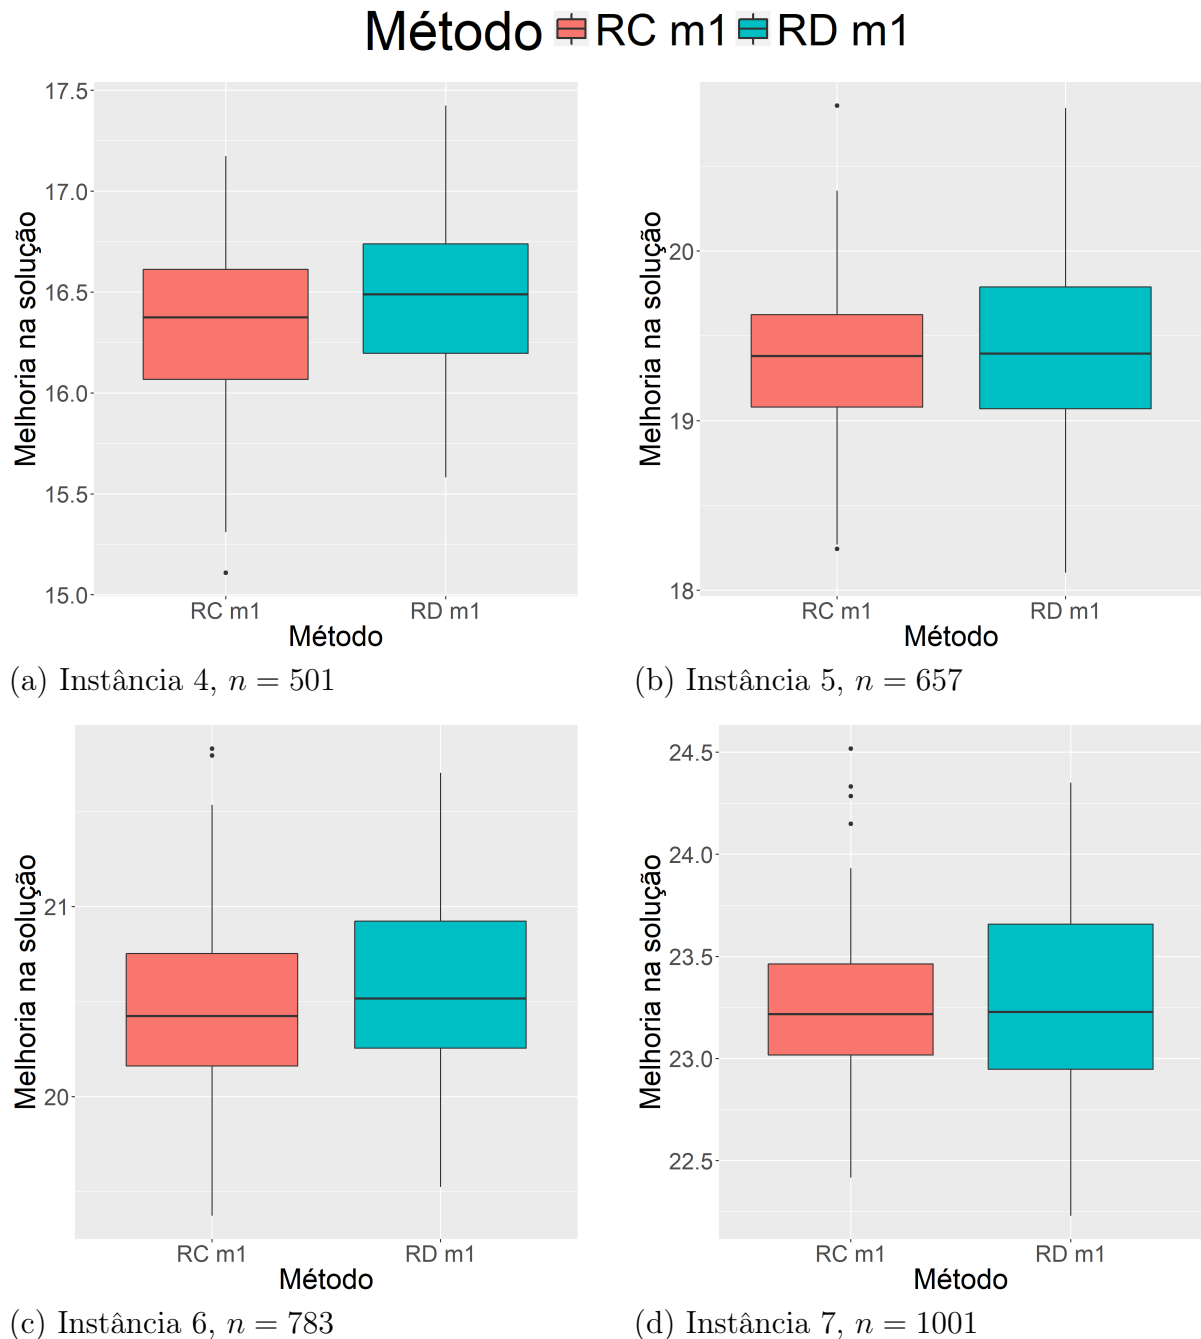 Método RC m1 RD m1
17.5
17.0
16.5
16.0
15.5
15.0
Melhoria na solução
RC m1 RD m1
Método
(a) Instância 4, n = 501
20
19
18
Melhoria na solução
RC m1 RD m1
Método
(b) Instância 5, n = 657
21
20
Melhoria na solução
RC m1 RD m1
Método
(c) Instância 6, n = 783
24.5
24.0
23.5
23.0
22.5
Melhoria na solução
RC m1 RD m1
Método
(d) Instância 7, n = 1001